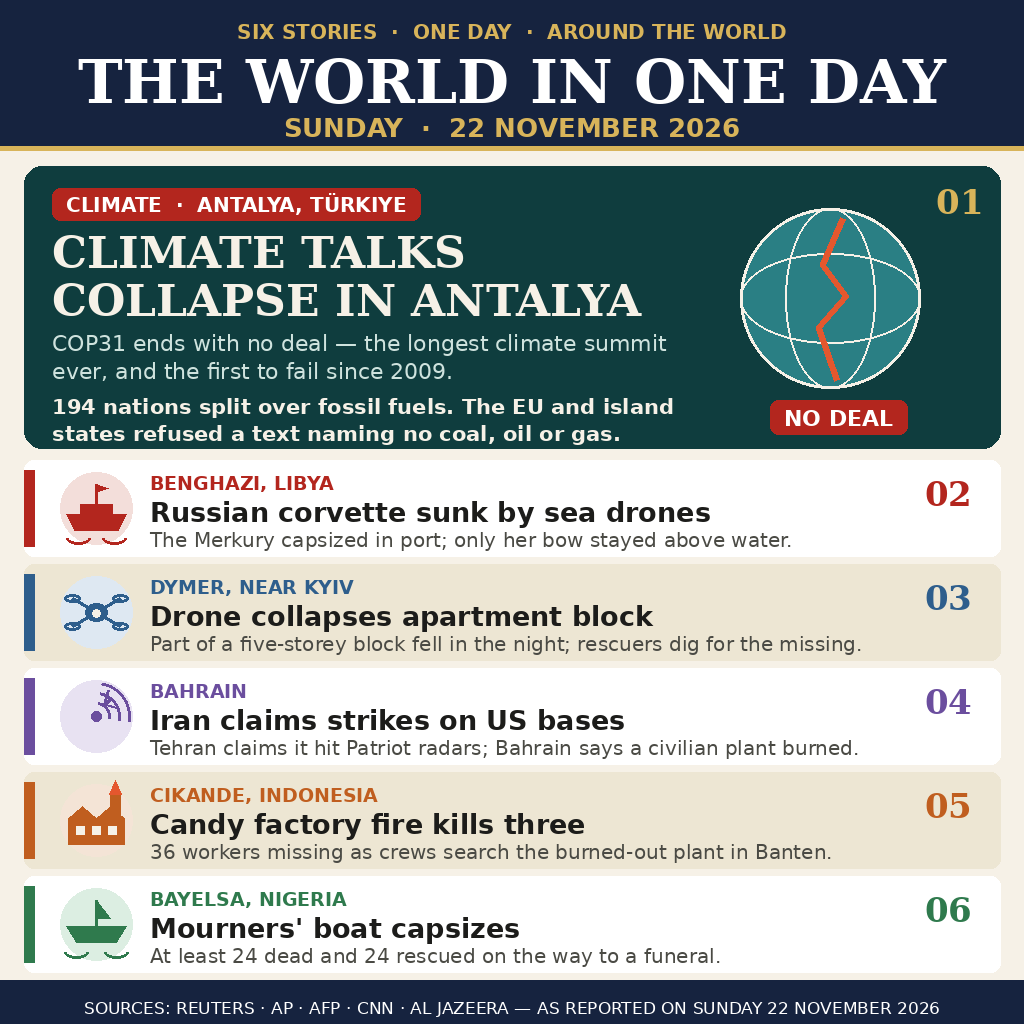 SIX STORIES · ONE DAY · AROUND THE WORLD
THE WORLD IN ONE DAY
SUNDAY · 22 NOVEMBER 2026
CLIMATE · ANTALYA, TÜRKIYE
01
CLIMATE TALKS
COLLAPSE IN ANTALYA
COP31 ends with no deal — the longest climate summit
ever, and the first to fail since 2009.
194 nations split over fossil fuels. The EU and island
states refused a text naming no coal, oil or gas.
NO DEAL
BENGHAZI, LIBYA
02
Russian corvette sunk by sea drones
The Merkury capsized in port; only her bow stayed above water.
DYMER, NEAR KYIV
03
Drone collapses apartment block
Part of a five-storey block fell in the night; rescuers dig for the missing.
BAHRAIN
04
Iran claims strikes on US bases
Tehran claims it hit Patriot radars; Bahrain says a civilian plant burned.
CIKANDE, INDONESIA
05
Candy factory fire kills three
36 workers missing as crews search the burned-out plant in Banten.
BAYELSA, NIGERIA
06
Mourners' boat capsizes
At least 24 dead and 24 rescued on the way to a funeral.
SOURCES: REUTERS · AP · AFP · CNN · AL JAZEERA — AS REPORTED ON SUNDAY 22 NOVEMBER 2026